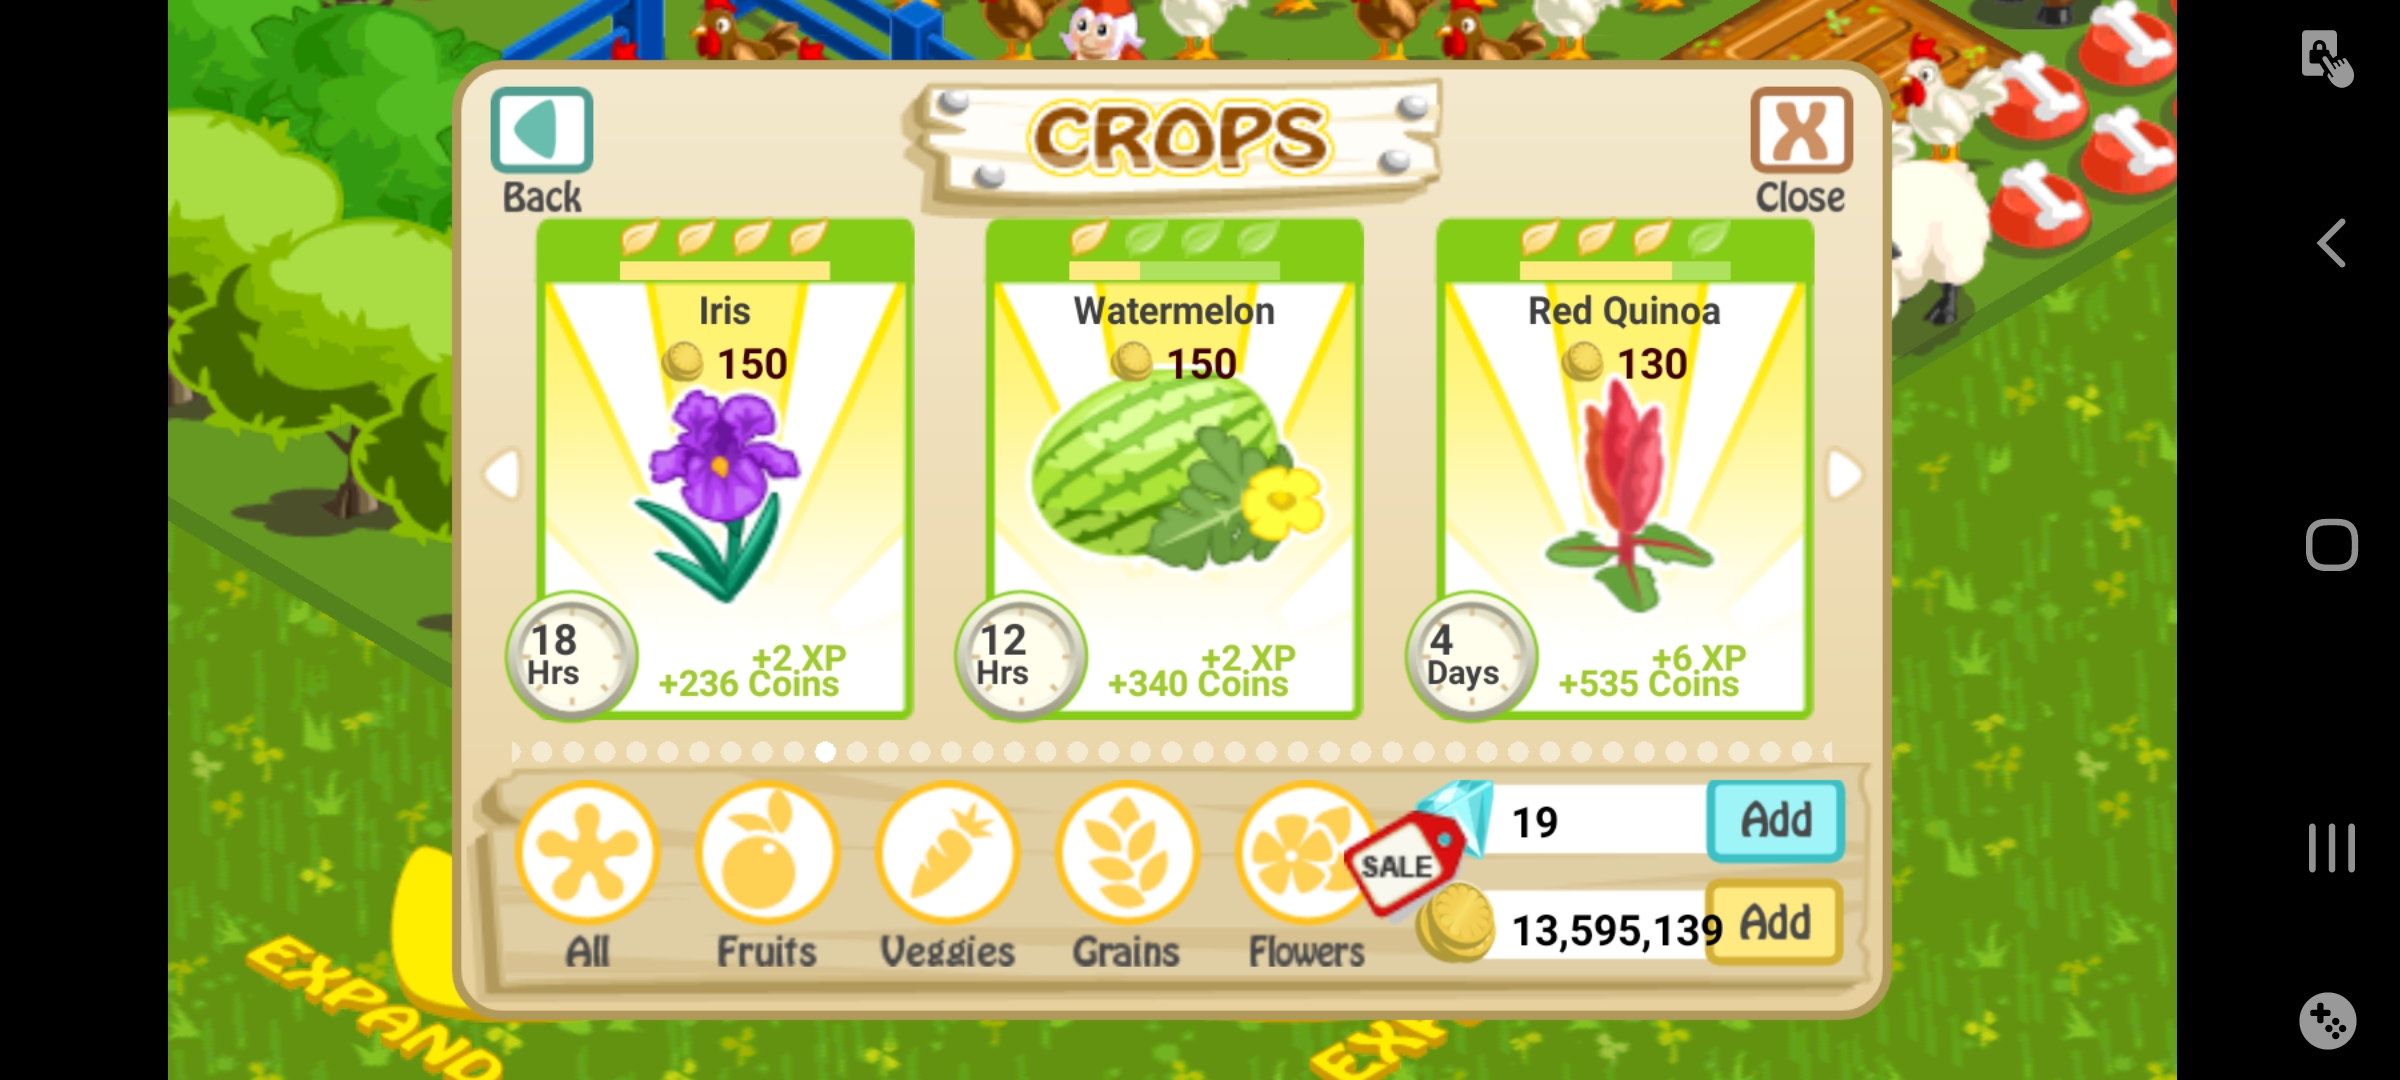 CROPS
Back
Close
Iris
150
18
Hrs
+2 XP
+236 Coins
Watermelon
150
12
Hrs
+2 XP
+340 Coins
Red Quinoa
130
4
Days
+6 XP
+535 Coins
All
Fruits
Veggies
Grains
Flowers
SALE
19
Add
13,595,139
Add
EXPAND